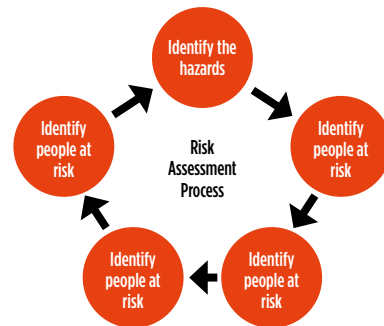 Identify the
hazards
Identify
people at
risk
Identify
people at
risk
Identify
people at
risk
Identify
people at
risk
Risk
Assessment
Process